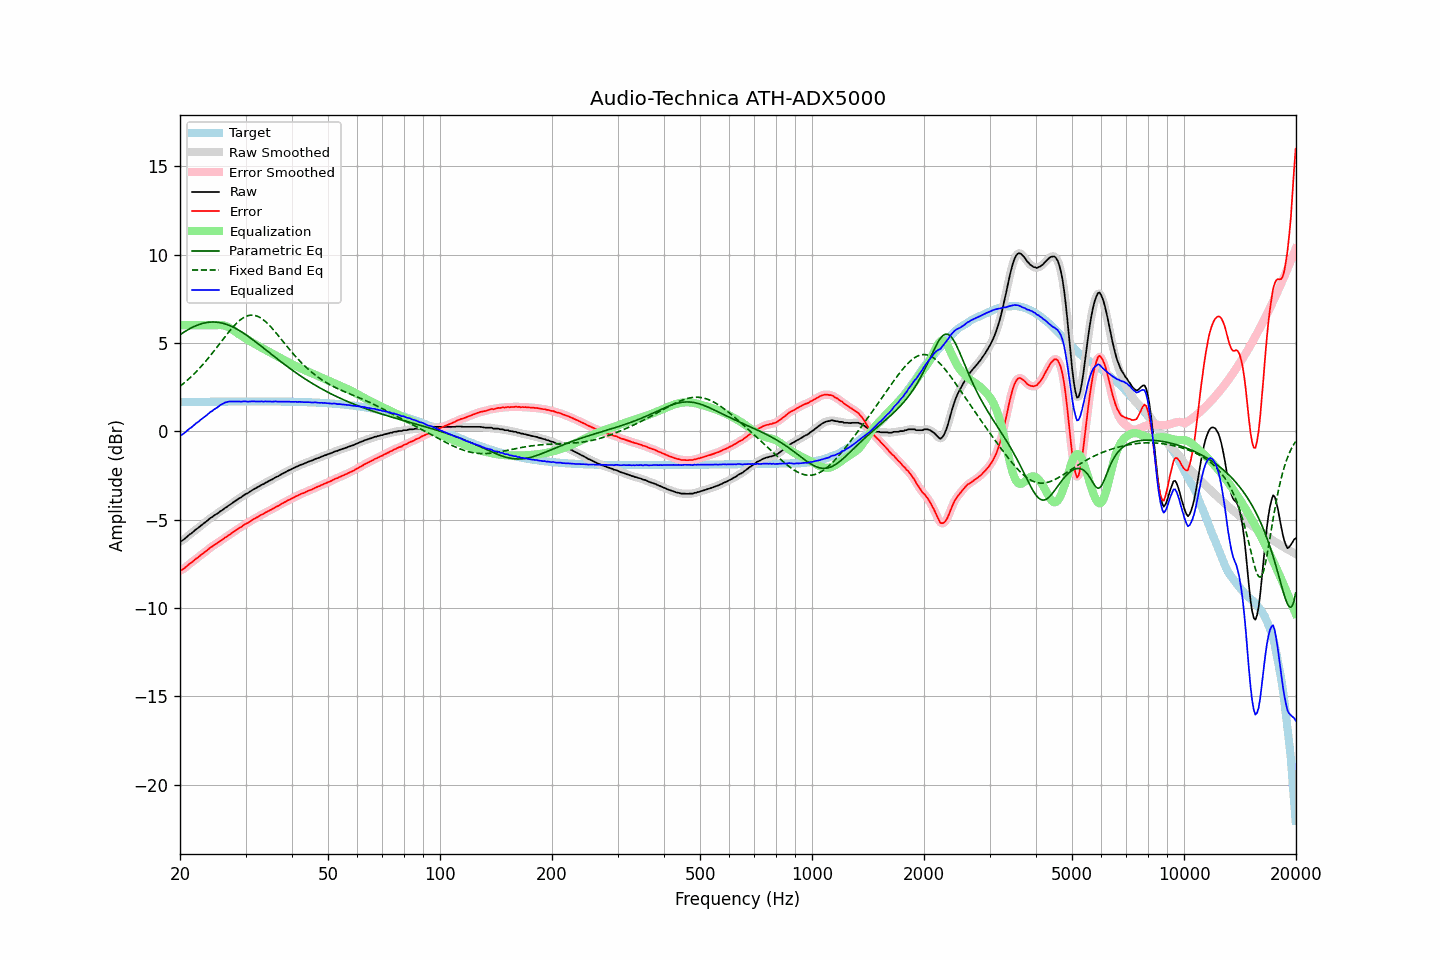 Audio-Technica ATH-ADX5000
Target
Raw Smoothed
Error Smoothed
Raw
Error
Equalization
Parametric Eq
Fixed Band Eq
Equalized
15
10
5
0
−5
−10
−15
−20
Amplitude (dBr)
20 50 100 200 500 1000 2000 5000 10000 20000
Frequency (Hz)